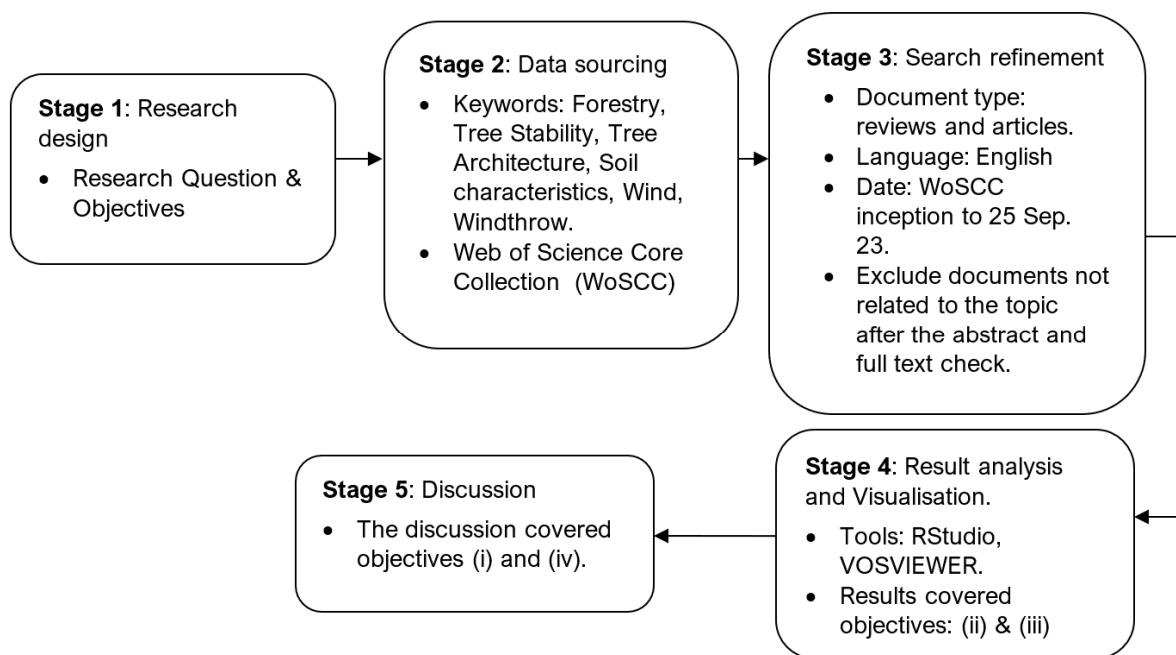 Stage 1: Research
design
• Research Question &
Objectives
Stage 2: Data sourcing
• Keywords: Forestry,
Tree Stability, Tree
Architecture, Soil
characteristics, Wind,
Windthrow.
• Web of Science Core
Collection (WoSCC)
Stage 3: Search refinement
• Document type:
reviews and articles.
• Language: English
• Date: WoSCC
inception to 25 Sep.
23.
• Exclude documents not
related to the topic
after the abstract and
full text check.
Stage 4: Result analysis
and Visualisation.
• Tools: RStudio,
VOSVIEWER.
• Results covered
objectives: (ii) & (iii)
Stage 5: Discussion
• The discussion covered
objectives (i) and (iv).